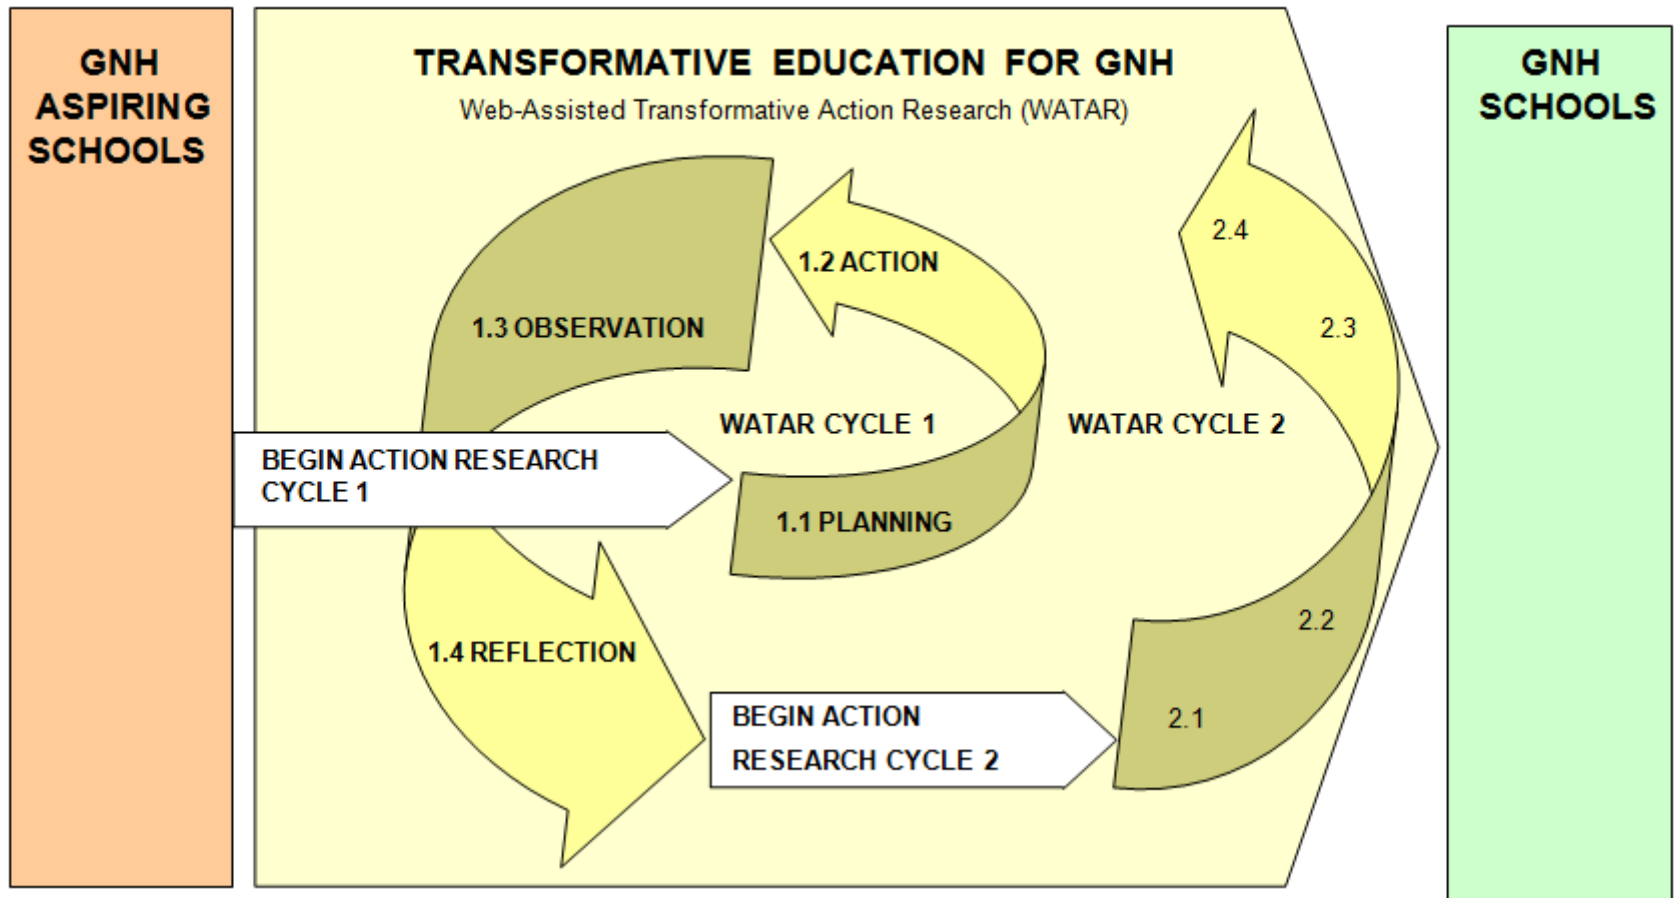 GNH
ASPIRING
SCHOOLS
TRANSFORMATIVE EDUCATION FOR GNH
Web-Assisted Transformative Action Research (WATAR)
1.2 ACTION
1.3 OBSERVATION
WATAR CYCLE 1
BEGIN ACTION RESEARCH
CYCLE 1
1.1 PLANNING
1.4 REFLECTION
BEGIN ACTION
RESEARCH CYCLE 2
WATAR CYCLE 2
2.1
2.2
2.3
2.4
GNH
SCHOOLS